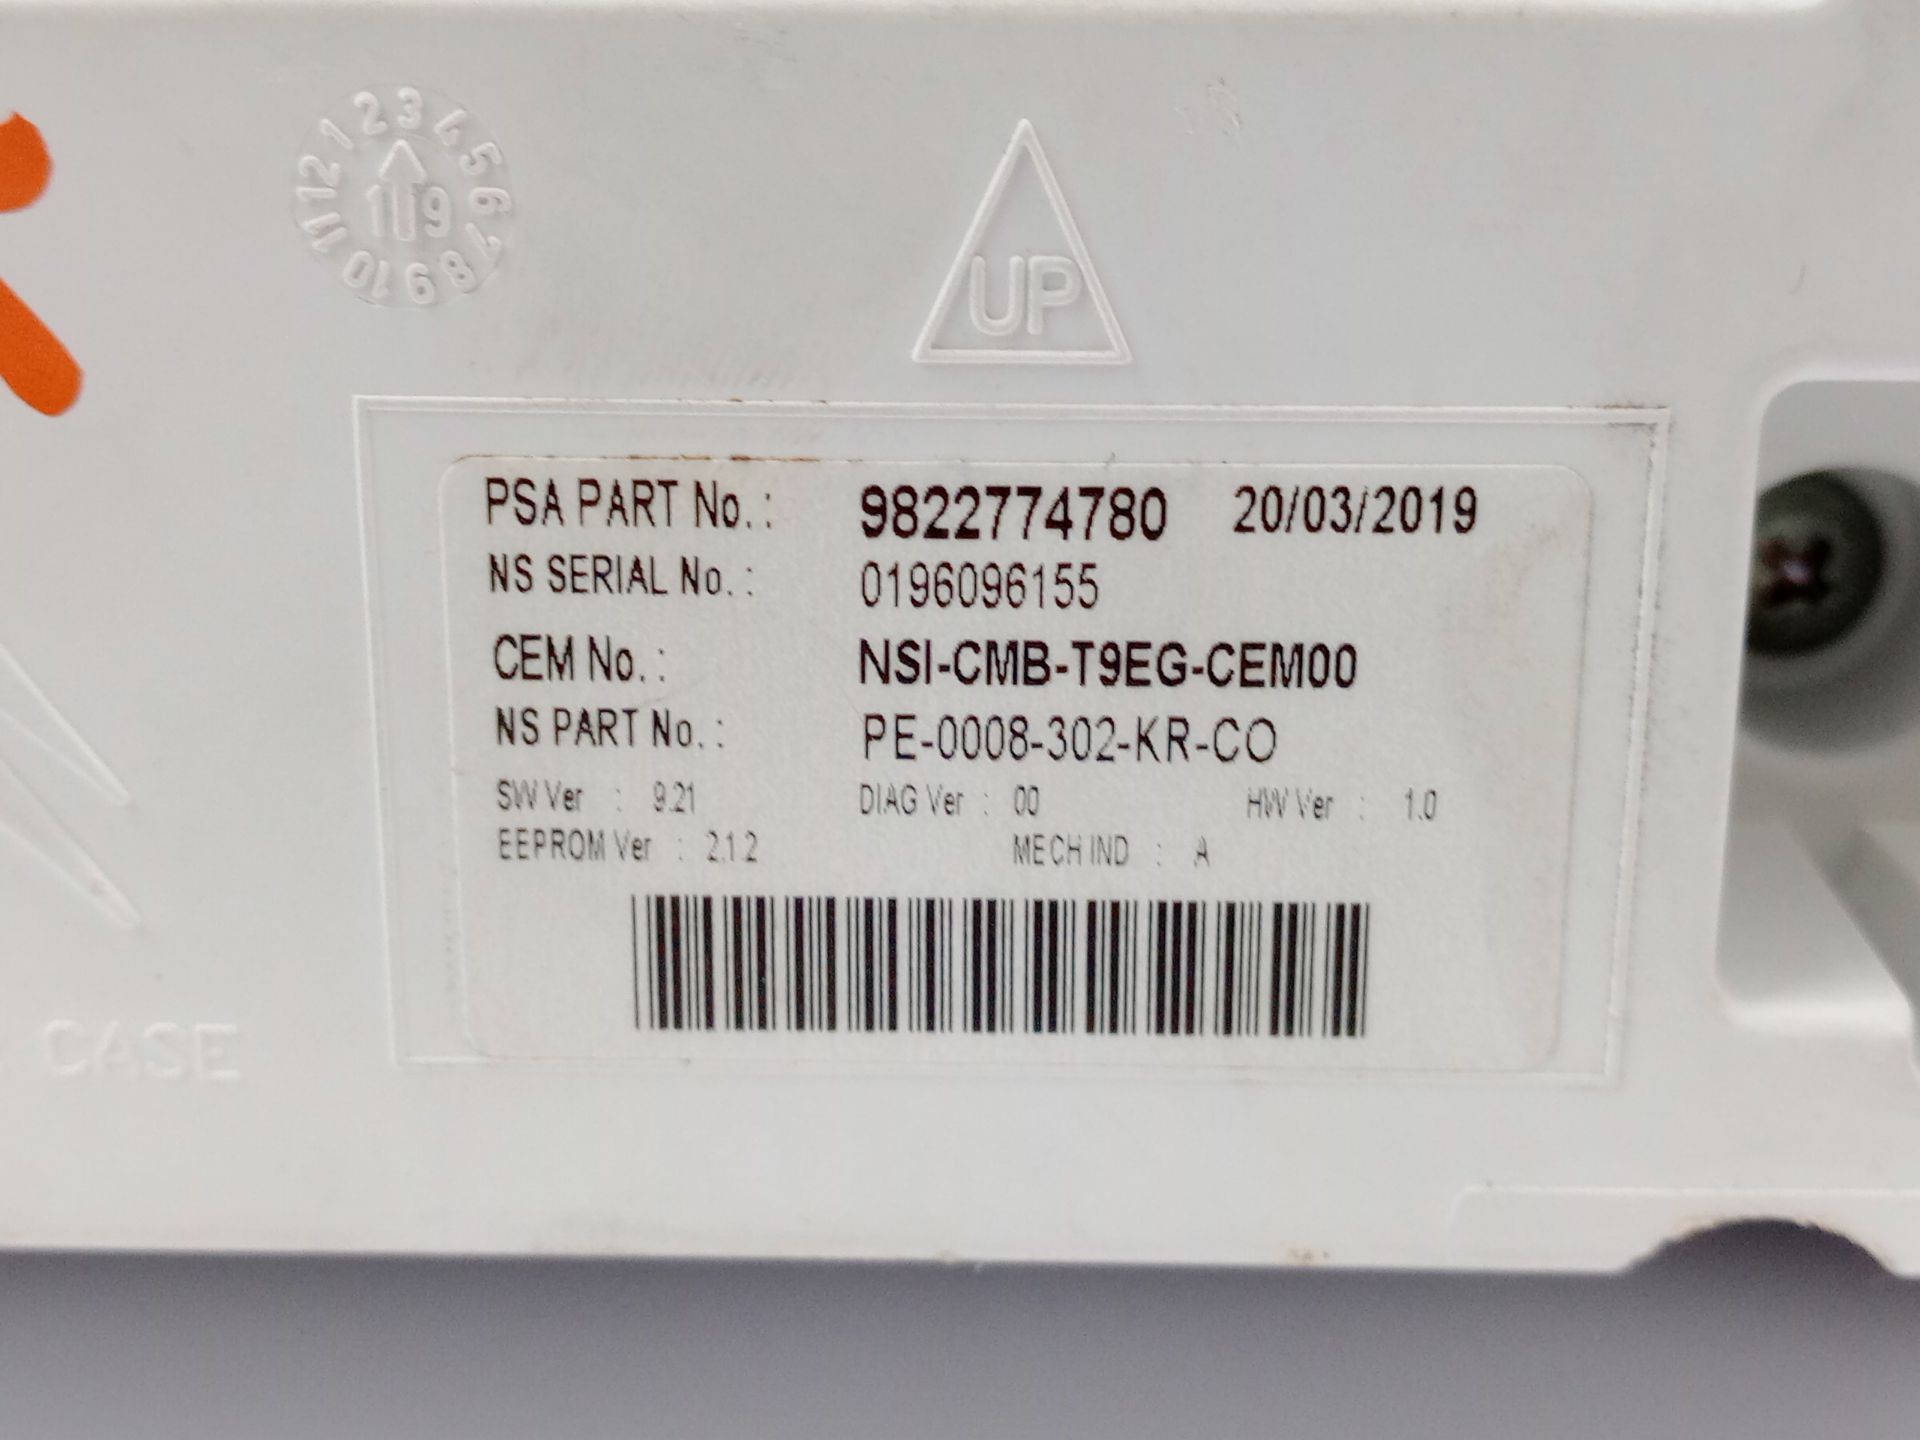 1 2 3 4 5 6 7 8 9 10 11 12
19
UP
PSA PART No. : 9822774780 20/03/2019
NS SERIAL No. : 0196096155
CEM No. : NSI-CMB-T9EG-CEM00
NS PART No. : PE-0008-302-KR-CO
SW Ver : 9.21 DIAG Ver : 00 HW Ver : 1.0
EEPROM Ver : 2.1.2 MECH IND : A
CASE